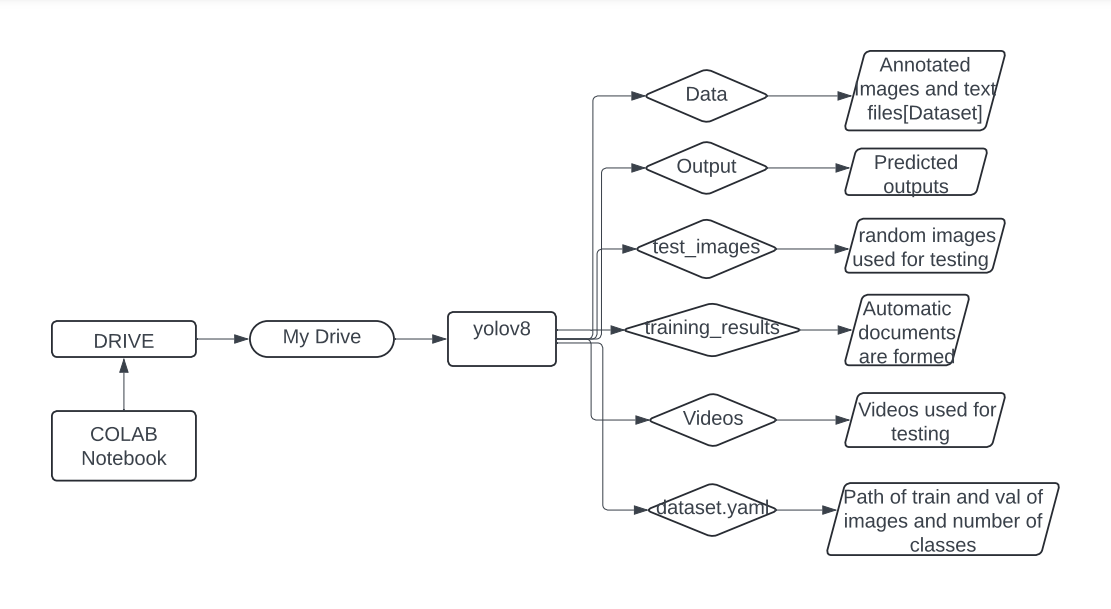 Data
Annotated
Images and text
files[Dataset]
Output
Predicted
outputs
test_images
random images
used for testing
DRIVE
My Drive
yolov8
training_results
Automatic
documents
are formed
COLAB
Notebook
Videos
Videos used for
testing
dataset.yaml
Path of train and val of
images and number of
classes